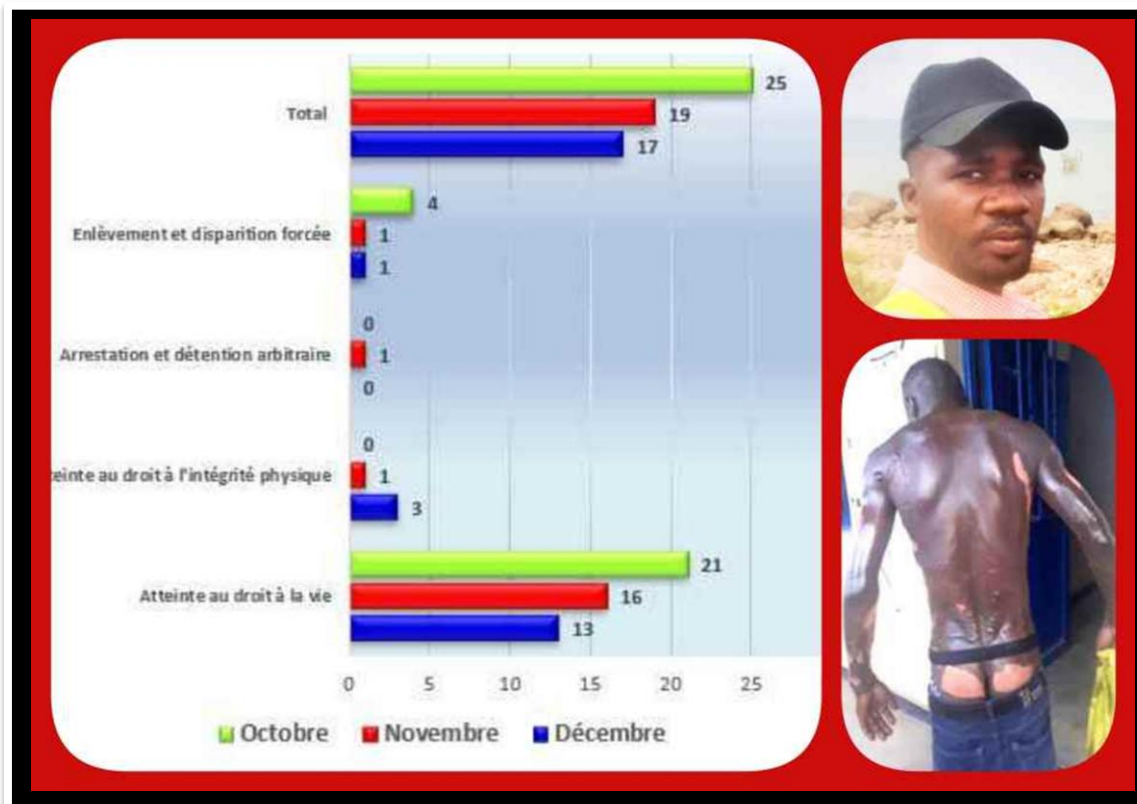 Total
25
19
17
Enlèvement et disparition forcée
4
1
1
Arrestation et détention arbitraire
0
1
0
teinte au droit à l'intégrité physique
0
1
3
Atteinte au droit à la vie
21
16
13
0 5 10 15 20 25
Octobre Novembre Décembre